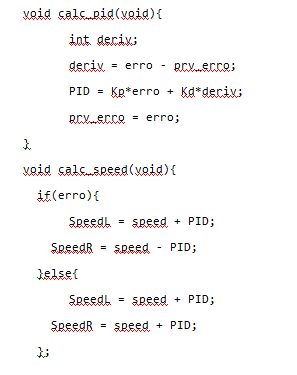 void calc_pid(void){
int deriv;
deriv = erro - prv_erro;
PID = Kp*erro + Kd*deriv;
prv_erro = erro;
}
void calc_speed(void){
if(erro){
SpeedL = speed + PID;
SpeedR = speed - PID;
}else{
SpeedL = speed + PID;
SpeedR = speed + PID;
};